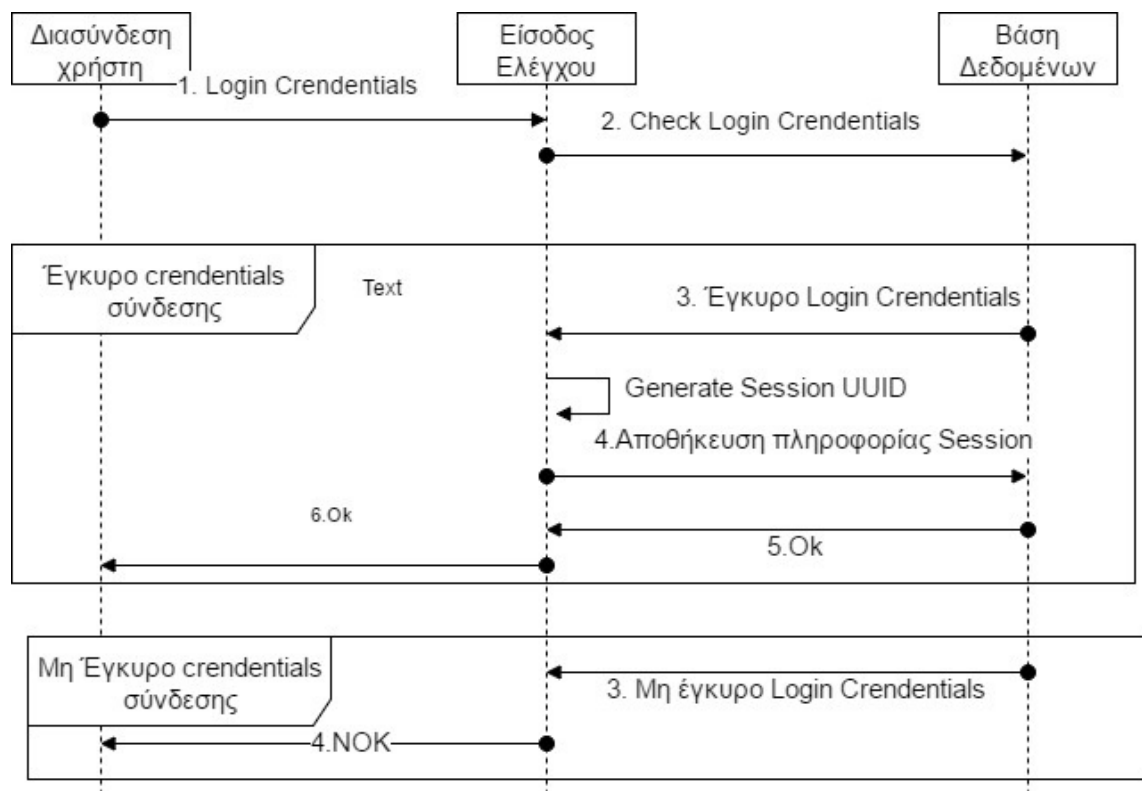 Διασύνδεση
χρήστη
Είσοδος
Ελέγχου
Βάση
Δεδομένων
1. Login Crendentials
2. Check Login Crendentials
Έγκυρο crendentials
σύνδεσης
Text
3. Έγκυρο Login Crendentials
Generate Session UUID
4.Αποθήκευση πληροφορίας Session
6.Ok
5.Ok
Μη Έγκυρο crendentials
σύνδεσης
3. Μη έγκυρο Login Crendentials
4.NOK